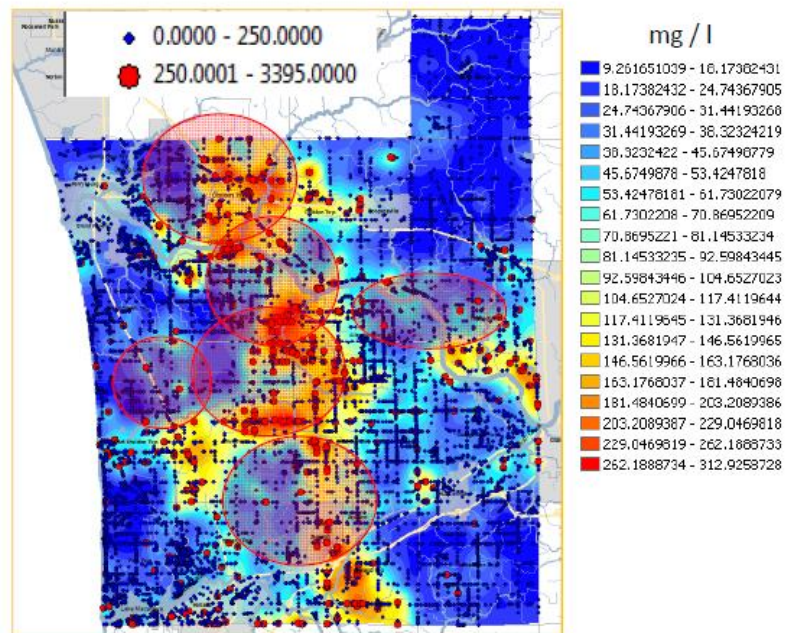 0.0000 - 250.0000
250.0001 - 3395.0000
mg / l
9.261651039 - 18.17382431
18.17382432 - 24.74367905
24.74367906 - 31.44193268
31.44193269 - 38.32324219
38.3232422 - 45.67498779
45.6749878 - 53.4247818
53.42478181 - 61.73022079
61.7302208 - 70.86952209
70.8695221 - 81.14533234
81.14533235 - 92.59843445
92.59843446 - 104.6527023
104.6527024 - 117.4119644
117.4119645 - 131.3681946
131.3681947 - 146.5619965
146.5619966 - 163.1768036
163.1768037 - 181.4840698
181.4840699 - 203.2089386
203.2089387 - 229.0469818
229.0469819 - 262.1888733
262.1888734 - 312.9258728